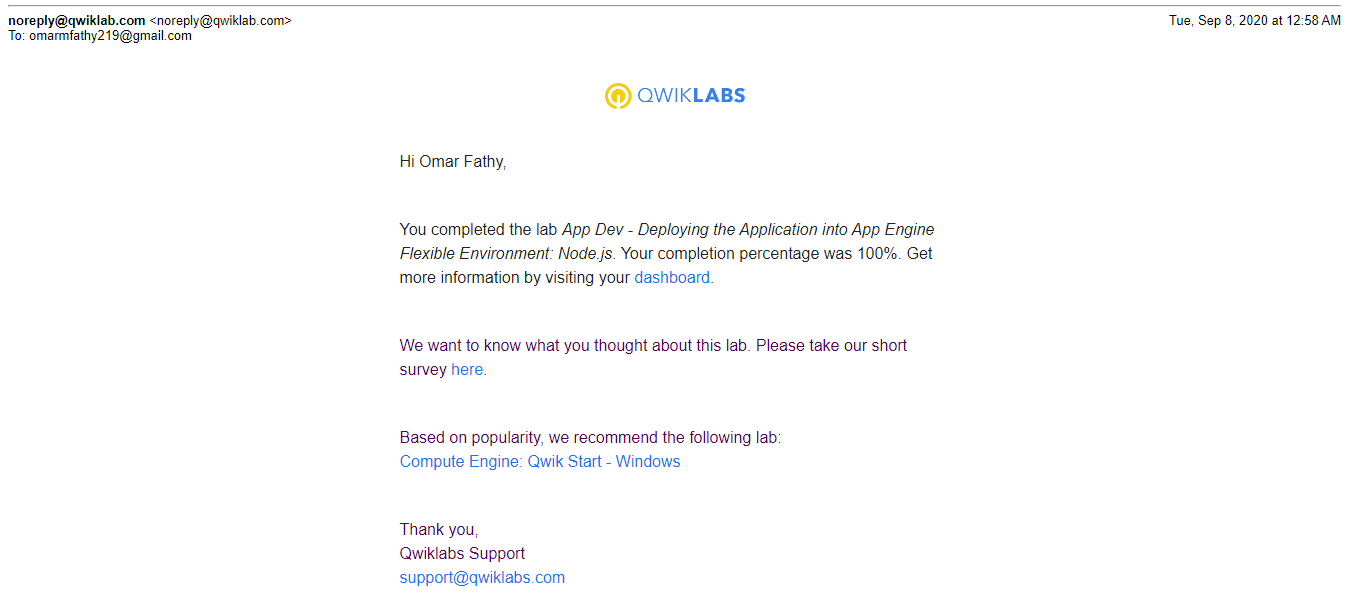 noreply@qwiklab.com <noreply@qwiklab.com>
Tue, Sep 8, 2020 at 12:58 AM
To: omarmfathy219@gmail.com
QWIKLABS
Hi Omar Fathy,
You completed the lab App Dev - Deploying the Application into App Engine
Flexible Environment: Node.js. Your completion percentage was 100%. Get
more information by visiting your dashboard.
We want to know what you thought about this lab. Please take our short
survey here.
Based on popularity, we recommend the following lab:
Compute Engine: Qwik Start - Windows
Thank you,
Qwiklabs Support
support@qwiklabs.com